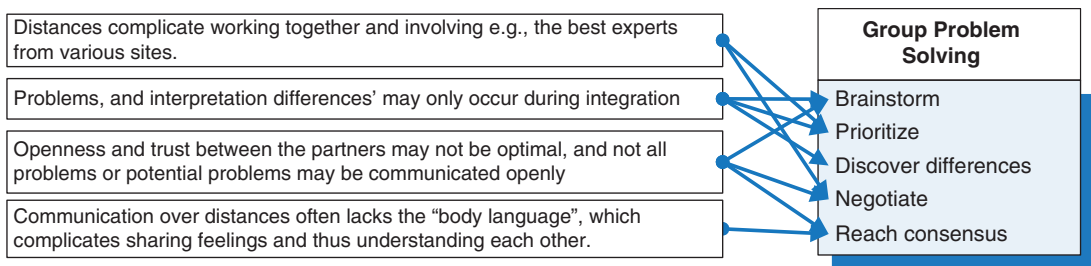 Distances complicate working together and involving e.g., the best experts
from various sites.
Problems, and interpretation differences’ may only occur during integration
Openness and trust between the partners may not be optimal, and not all
problems or potential problems may be communicated openly
Communication over distances often lacks the “body language”, which
complicates sharing feelings and thus understanding each other.
Group Problem
Solving
Brainstorm
Prioritize
Discover differences
Negotiate
Reach consensus